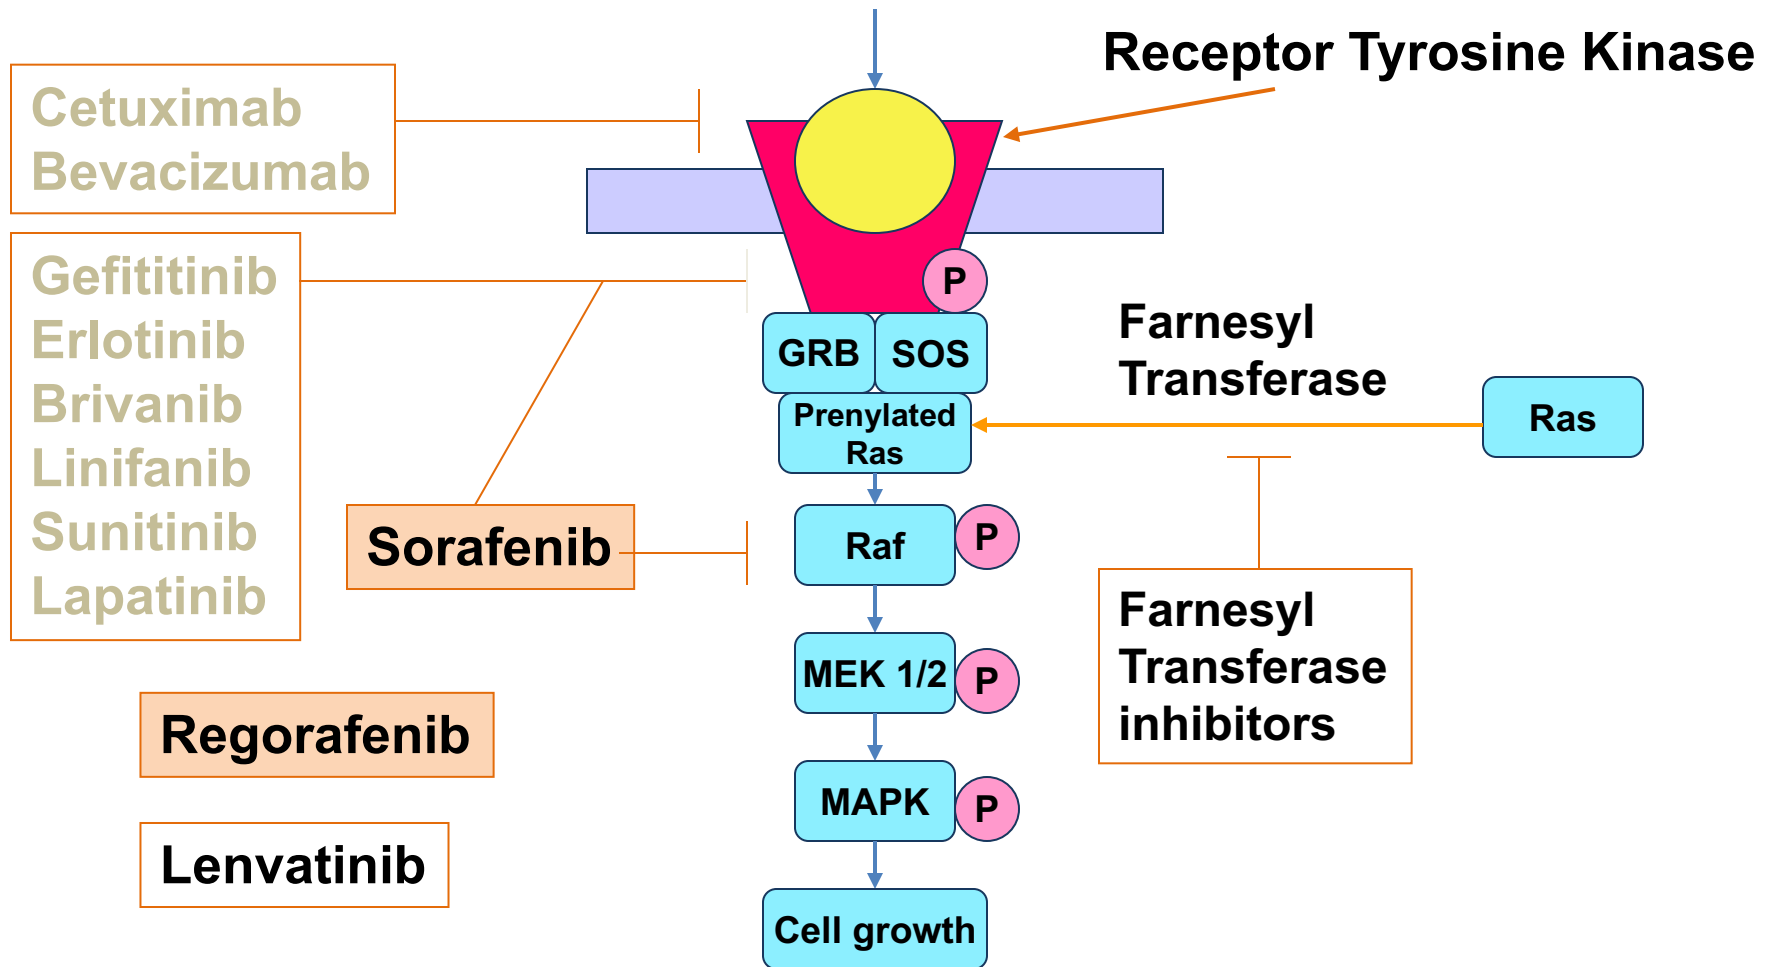 Receptor Tyrosine Kinase
Cetuximab
Bevacizumab
Gefititinib
Erlotinib
Brivanib
Linifanib
Sunitinib
Lapatinib
Sorafenib
Regorafenib
Lenvatinib
P
GRB
SOS
Prenylated
Ras
Raf
P
MEK 1/2
P
MAPK
P
Cell growth
Farnesyl
Transferase
Ras
Farnesyl
Transferase
inhibitors